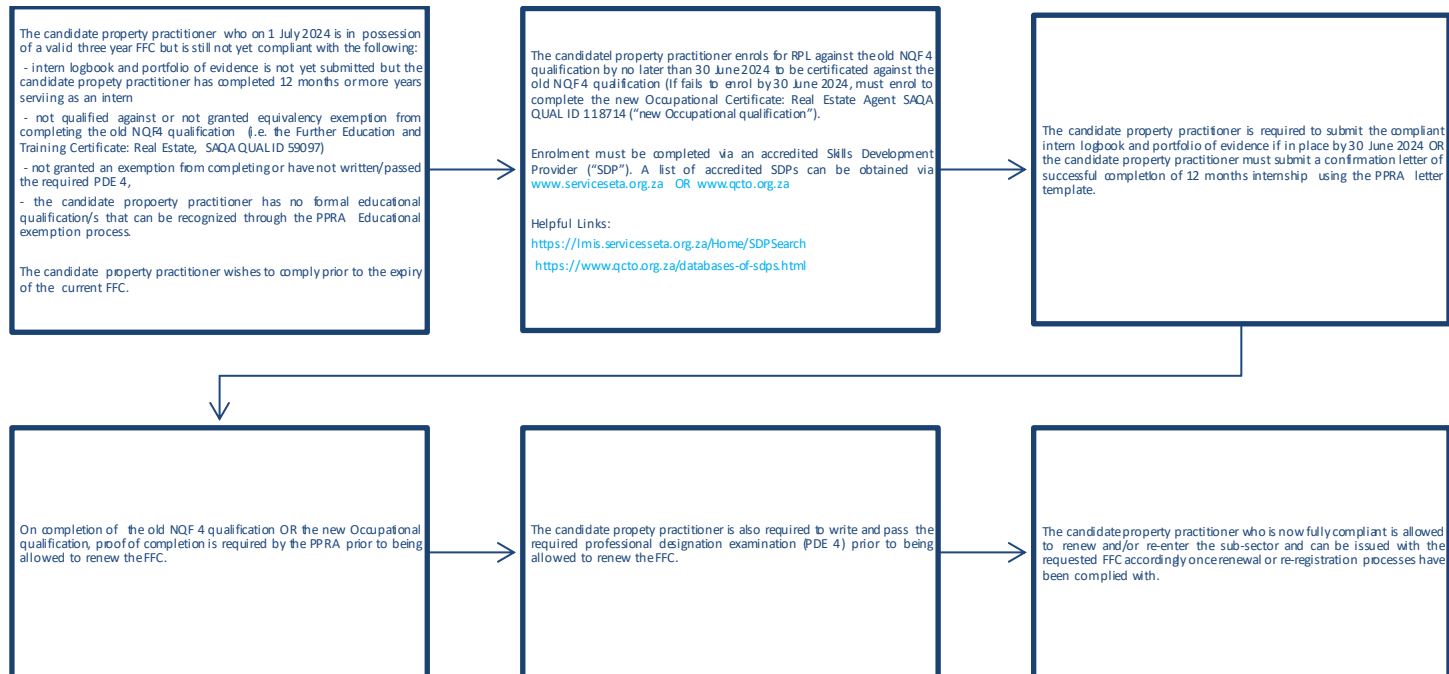 The candidate property practitioner who on 1 July 2024 is in possession
of a valid three year FFC but is still not yet compliant with the following:
- intern logbook and portfolio of evidence is not yet submitted but the
candidate propety practitioner has completed 12 months or more years
serviing as an intern
- not qualified against or not granted equivalency exemption from
completing the old NQF4 qualification (i.e. the Further Education and
Training Certificate: Real Estate, SAQA QUAL ID 59097)
- not granted an exemption from completing or have not written/passed
the required PDE 4,
- the candidate propoerty practitioner has no formal educational
qualification/s that can be recognized through the PPRA Educational
exemption process.
The candidate property practitioner wishes to comply prior to the expiry
of the current FFC.
The candidatel property practitioner enrols for RPL against the old NQF 4
qualification by no later than 30 June 2024 to be certificated against the
old NQF 4 qualification (If fails to enrol by 30 June 2024, must enrol to
complete the new Occupational Certificate: Real Estate Agent SAQA
QUAL ID 118714 (“new Occupational qualification”).
Enrolment must be completed via an accredited Skills Development
Provider (“SDP”). A list of accredited SDPs can be obtained via
www.serviceseta.org.za OR www.qcto.org.za
Helpful Links:
https://lmis.servicesseta.org.za/Home/SDPSearch
https://www.qcto.org.za/databases-of-sdps.html
The candidate property practitioner is required to submit the compliant
intern logbook and portfolio of evidence if in place by 30 June 2024 OR
the candidate property practitioner must submit a confirmation letter of
successful completion of 12 months internship using the PPRA letter
template.
On completion of the old NQF 4 qualification OR the new Occupational
qualification, proof of completion is required by the PPRA prior to being
allowed to renew the FFC.
The candidate propety practitioner is also required to write and pass the
required professional designation examination (PDE 4) prior to being
allowed to renew the FFC.
The candidate property practitioner who is now fully compliant is allowed
to renew and/or re-enter the sub-sector and can be issued with the
requested FFC accordingly once renewal or re-registration processes have
been complied with.